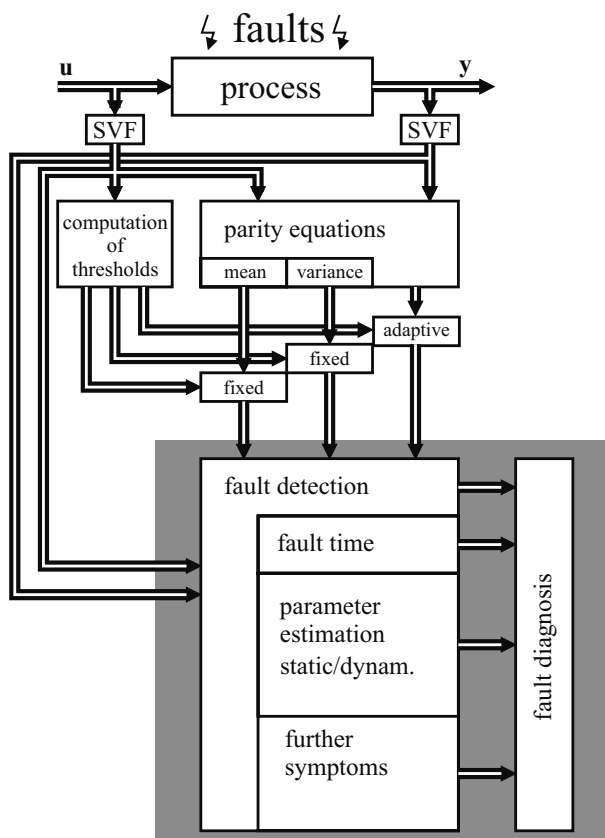 faults
u
process
y
SVF
SVF
computation
of
thresholds
parity equations
mean
variance
adaptive
fixed
fixed
fault detection
fault time
parameter
estimation
static/dynam.
further
symptoms
fault diagnosis